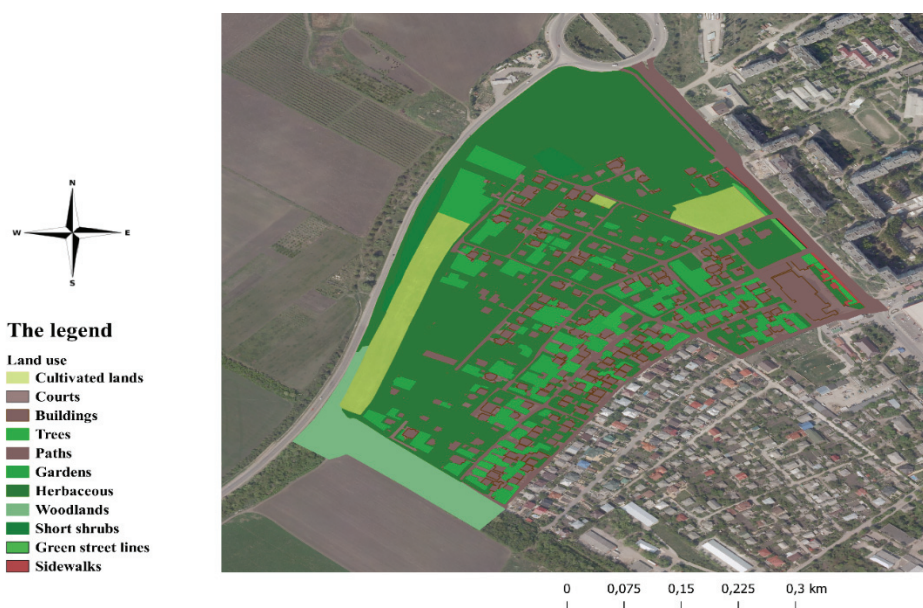 N
W E
S
The legend
Land use
Cultivated lands
Courts
Buildings
Trees
Paths
Gardens
Herbaceous
Woodlands
Short shrubs
Green street lines
Sidewalks
0 0,075 0,15 0,225 0,3 km